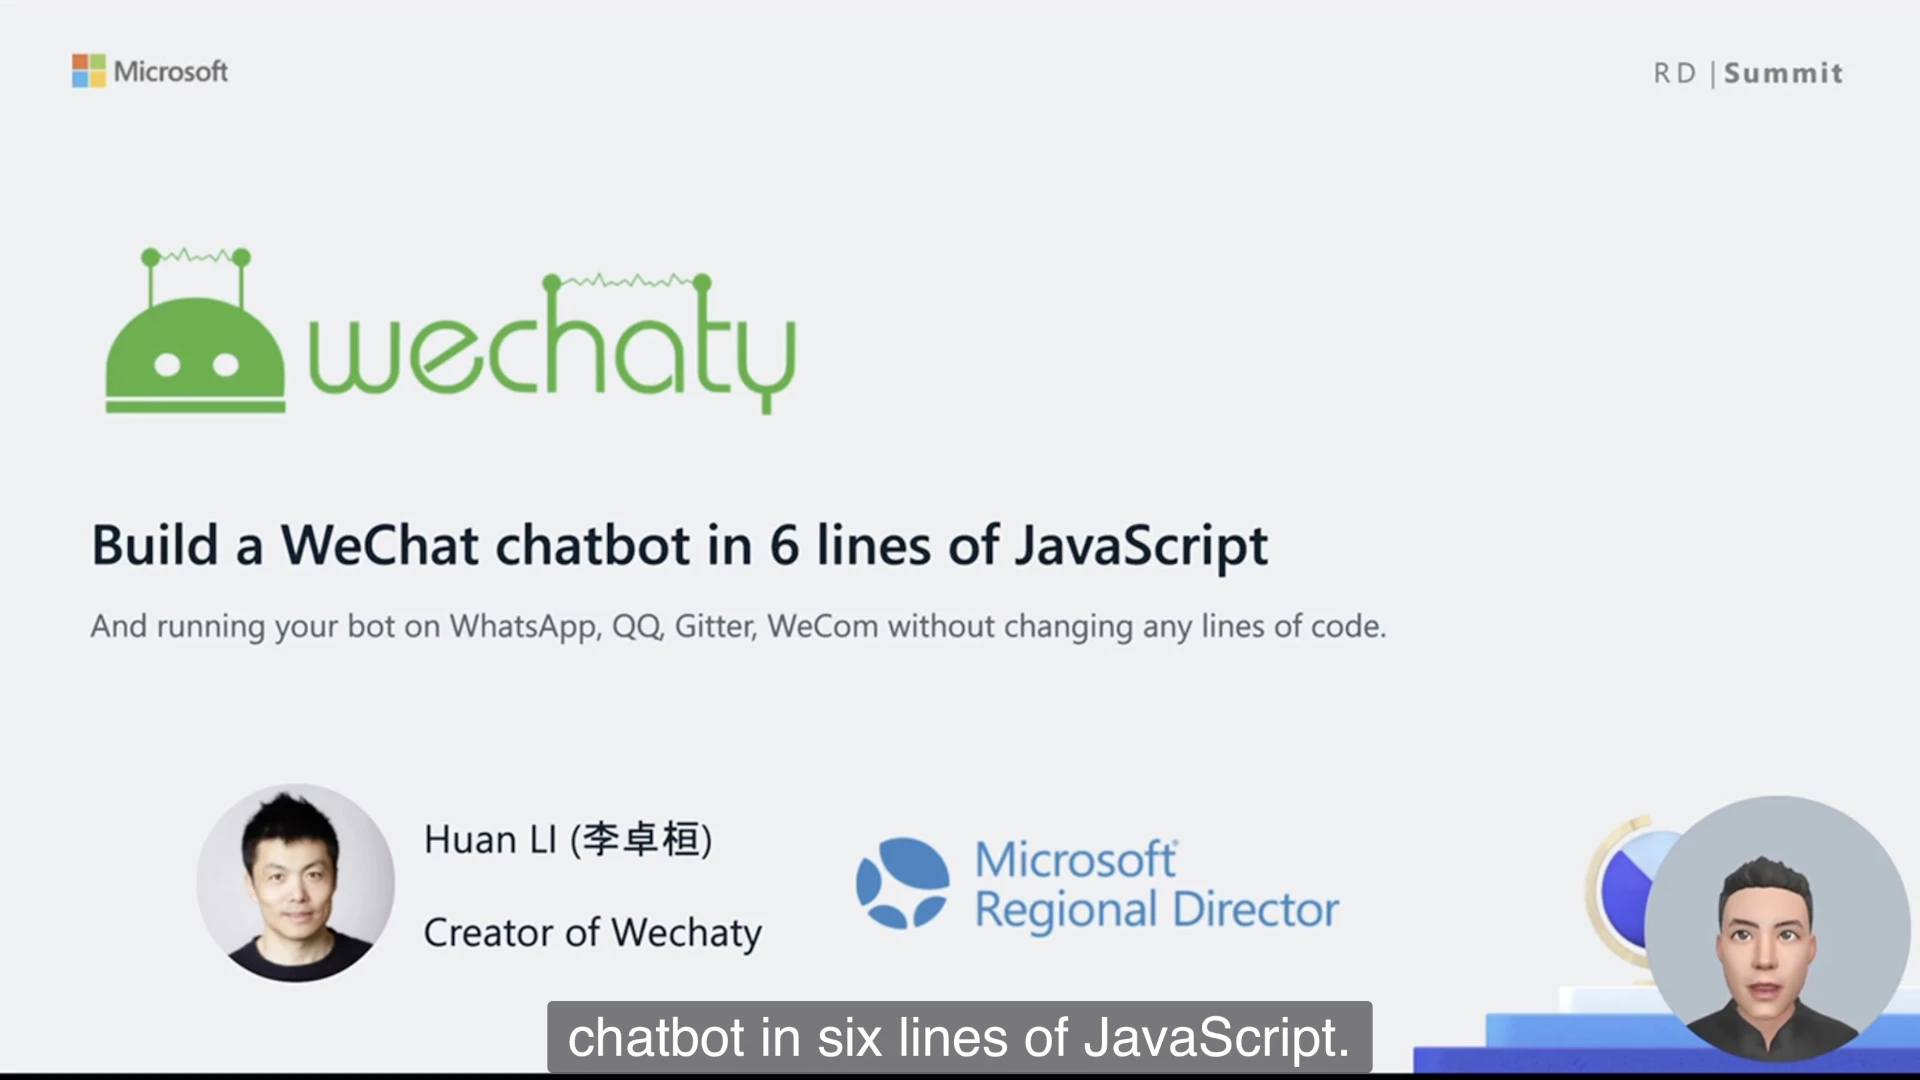 Microsoft
RD | Summit
wechaty
Build a WeChat chatbot in 6 lines of JavaScript
And running your bot on WhatsApp, QQ, Gitter, WeCom without changing any lines of code.
Huan LI (李卓桓)
Creator of Wechaty
Microsoft®
Regional Director
chatbot in six lines of JavaScript.